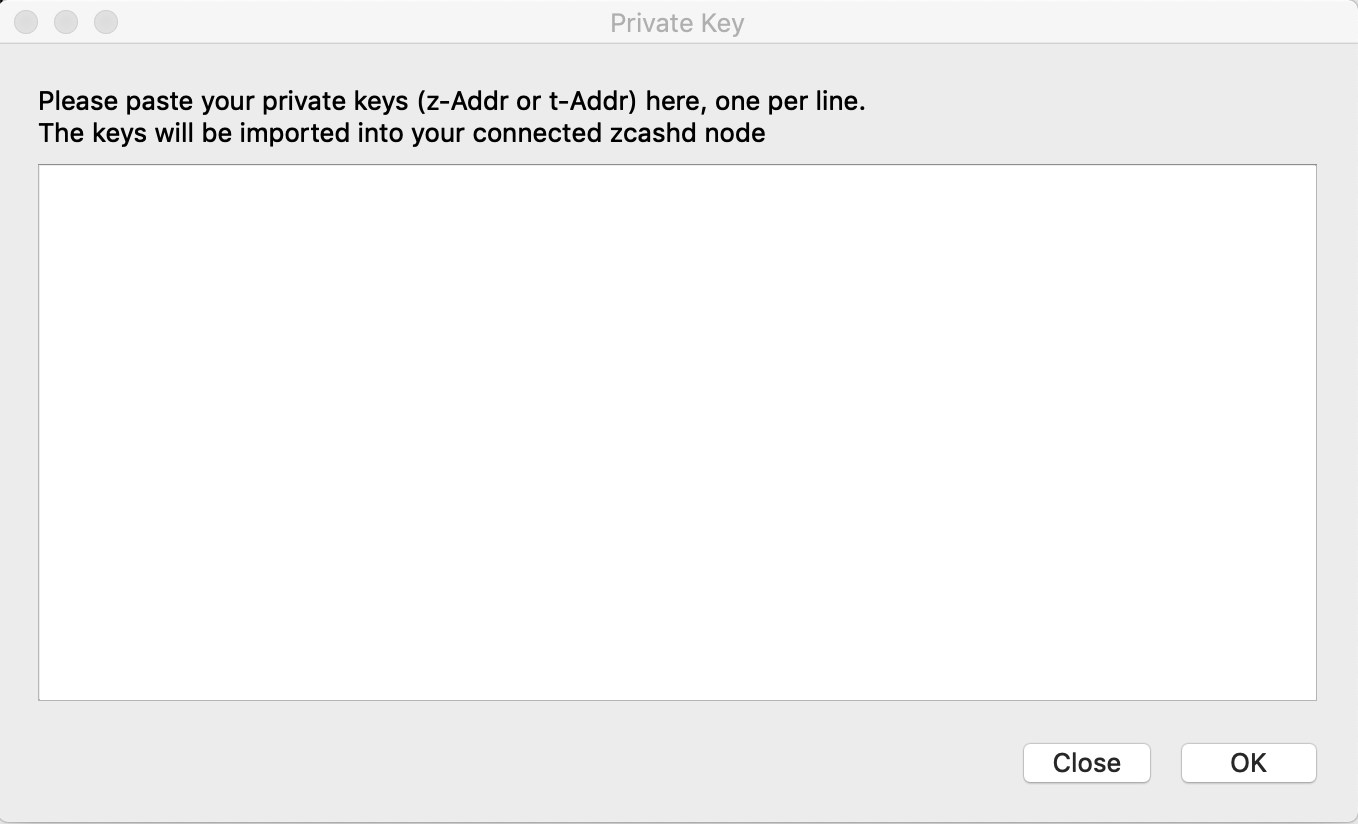 Private Key
Please paste your private keys (z-Addr or t-Addr) here, one per line.
The keys will be imported into your connected zcashd node
Close
OK